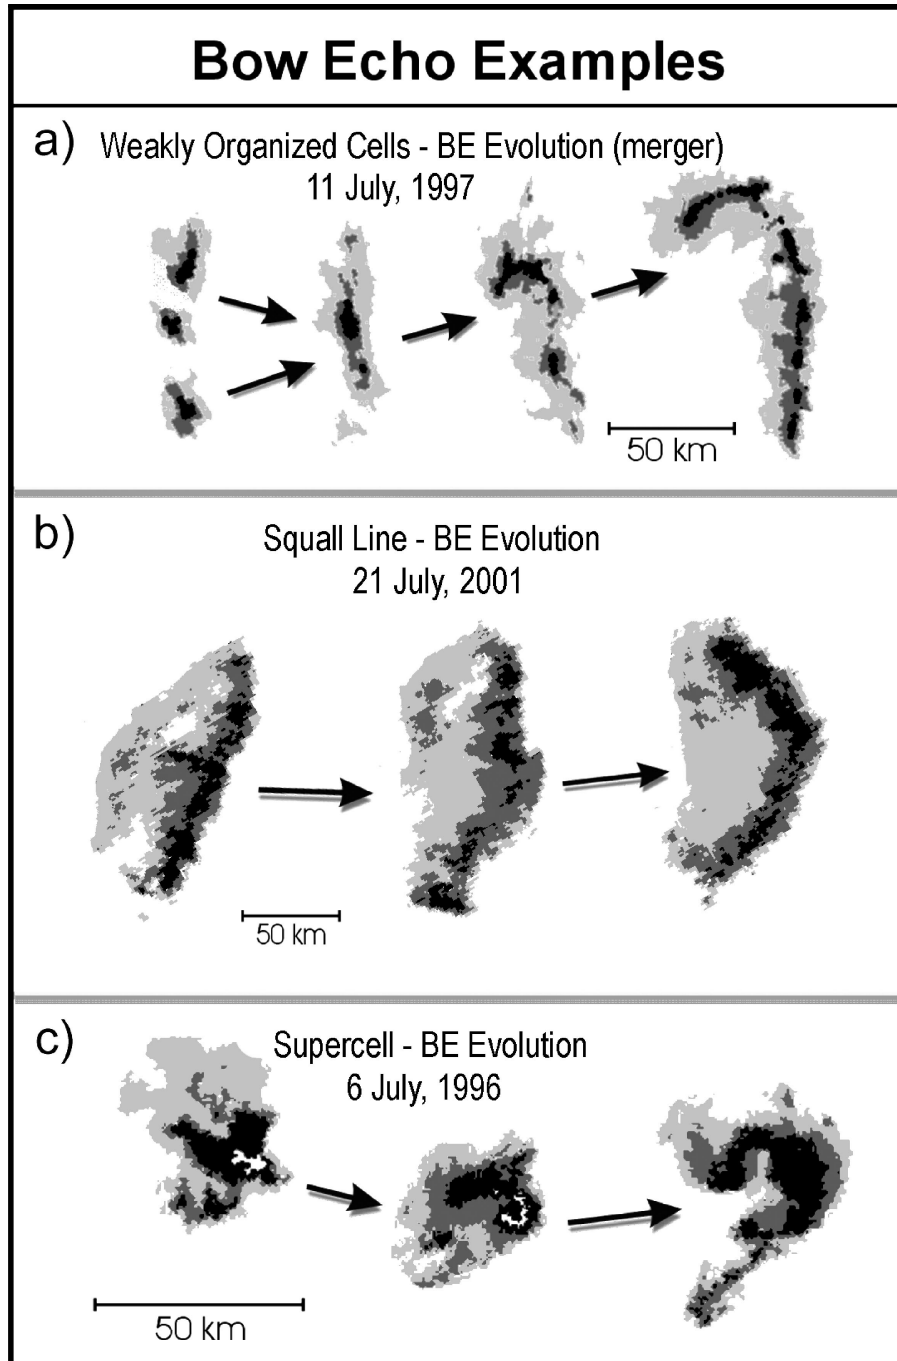 Bow Echo Examples
a)
Weakly Organized Cells - BE Evolution (merger)
11 July, 1997
50 km
b)
Squall Line - BE Evolution
21 July, 2001
50 km
c)
Supercell - BE Evolution
6 July, 1996
50 km